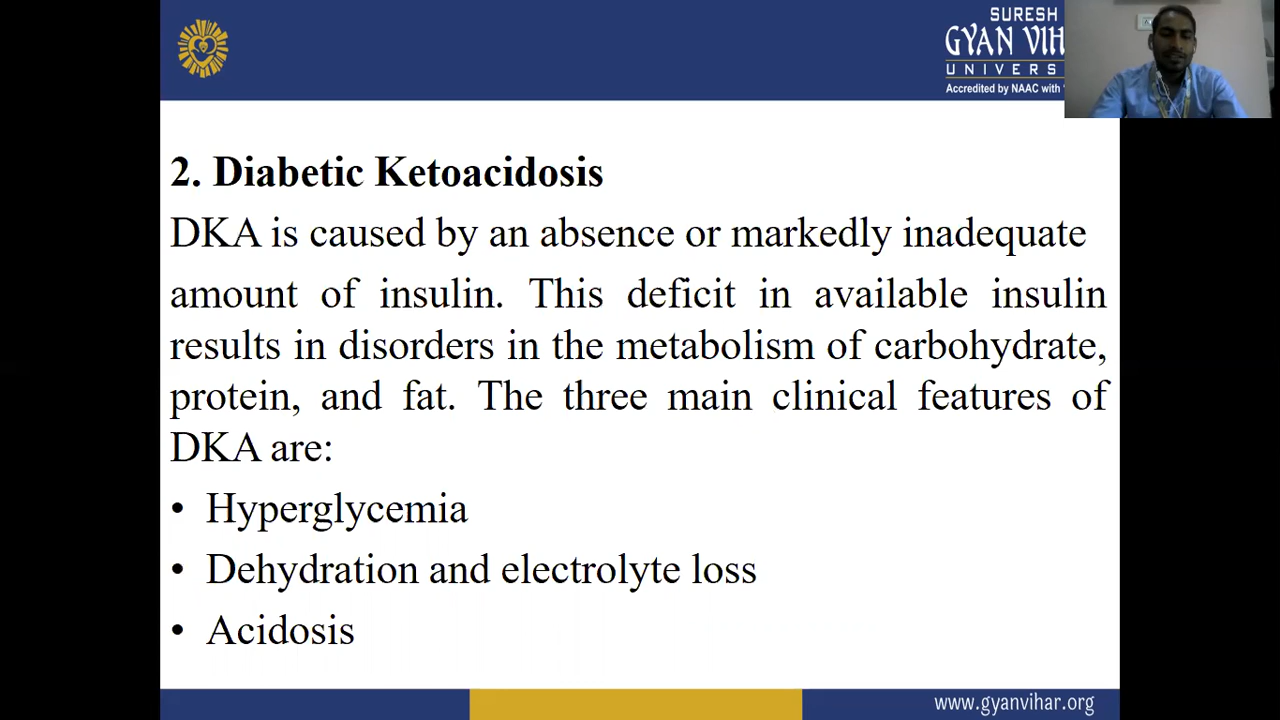 SURESH
GYAN VIH
UNIVERS
Accredited by NAAC with
2. Diabetic Ketoacidosis
DKA is caused by an absence or markedly inadequate
amount of insulin. This deficit in available insulin
results in disorders in the metabolism of carbohydrate,
protein, and fat. The three main clinical features of
DKA are:
• Hyperglycemia
• Dehydration and electrolyte loss
• Acidosis
www.gyanvihar.org